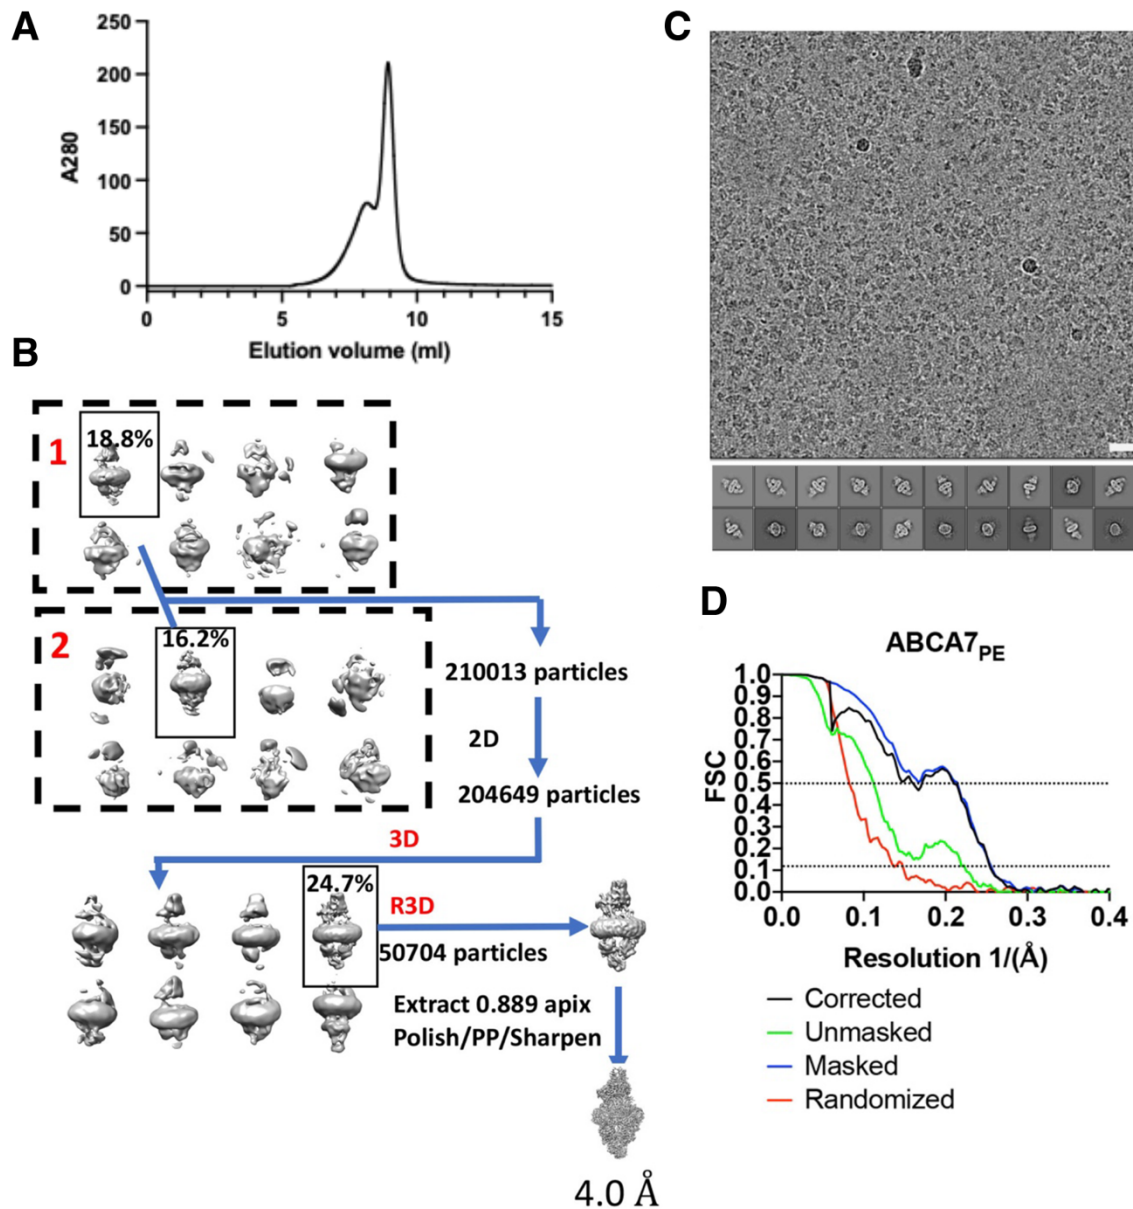 A
250
200
150
100
50
0
A280
0 5 10 15
Elution volume (ml)
B
1
18.8%
2
16.2%
210013 particles
2D
204649 particles
3D
24.7%
R3D
50704 particles
Extract 0.889 apix
Polish/PP/Sharpen
4.0 Å
C
D
ABCA7PE
1.0
0.9
0.8
0.7
0.6
0.5
0.4
0.3
0.2
0.1
0.0
FSC
0.0 0.1 0.2 0.3 0.4
Resolution 1/(Å)
Corrected
Unmasked
Masked
Randomized